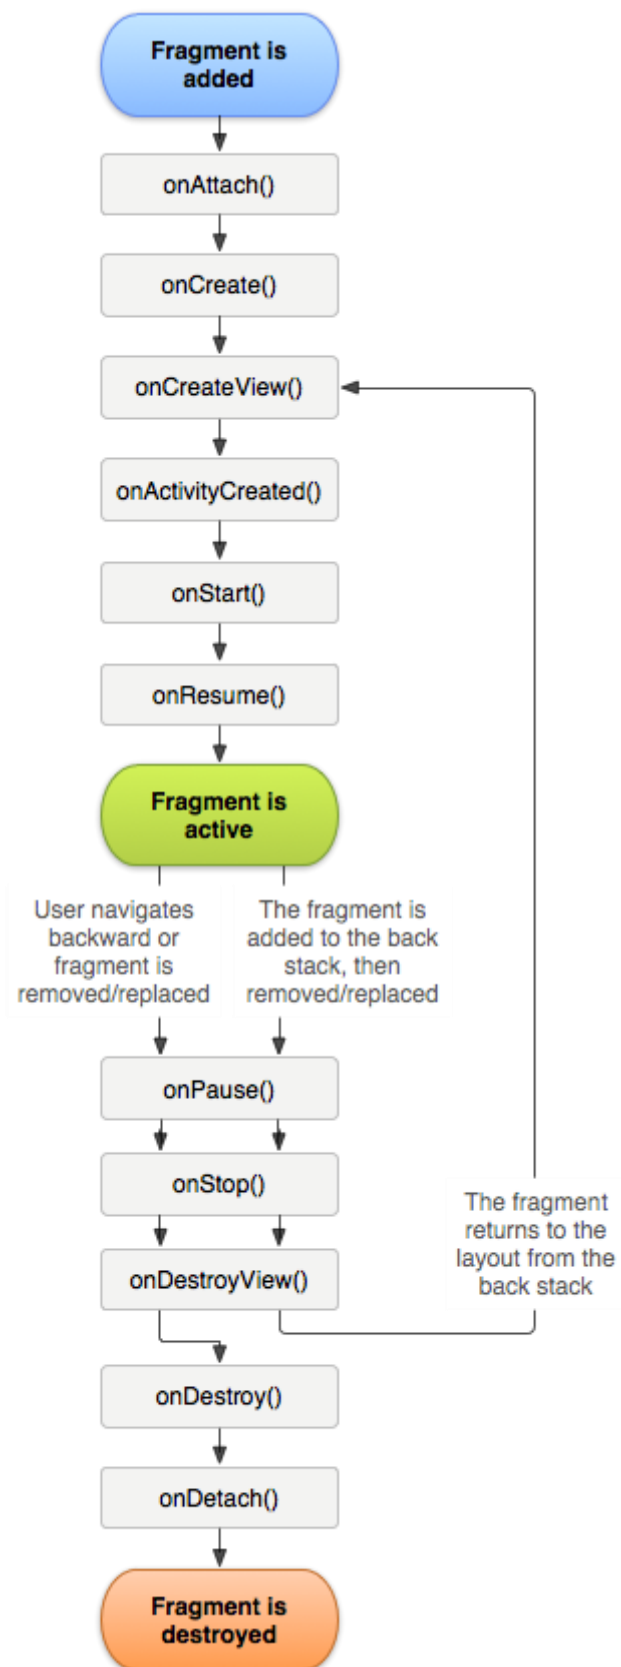 Fragment is
added
onAttach()
onCreate()
onCreateView()
onActivityCreated()
onStart()
onResume()
Fragment is
active
User navigates
backward or
fragment is
removed/replaced
The fragment is
added to the back
stack, then
removed/replaced
onPause()
onStop()
onDestroyView()
The fragment
returns to the
layout from the
back stack
onDestroy()
onDetach()
Fragment is
destroyed